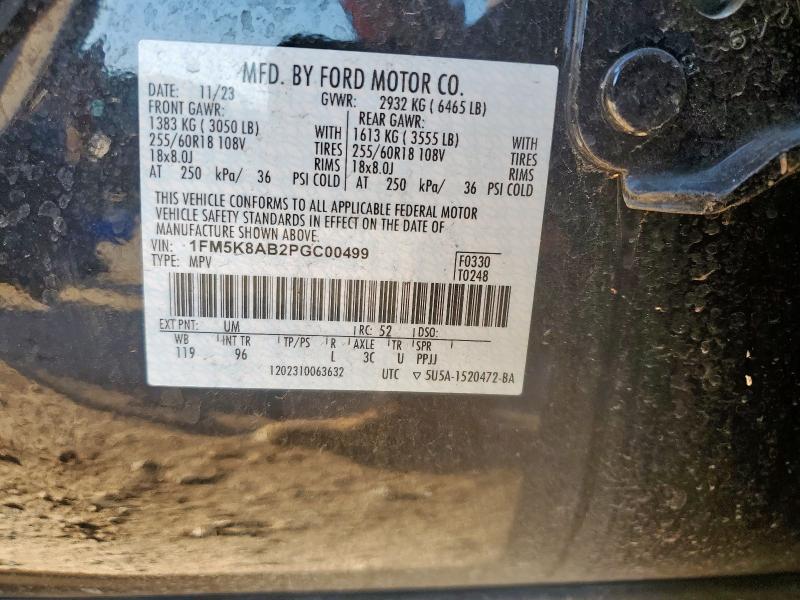 MFD. BY FORD MOTOR CO.
DATE: 11/23 GVWR: 2932 KG ( 6465 LB)
FRONT GAWR: REAR GAWR:
1383 KG ( 3050 LB) WITH 1613 KG ( 3555 LB) WITH
255/60R18 108V TIRES 255/60R18 108V TIRES
18x8.0J RIMS 18x8.0J RIMS
AT 250 kPa/ 36 PSI COLD AT 250 kPa/ 36 PSI COLD
THIS VEHICLE CONFORMS TO ALL APPLICABLE FEDERAL MOTOR
VEHICLE SAFETY STANDARDS IN EFFECT ON THE DATE OF
MANUFACTURE SHOWN ABOVE.
VIN: 1FM5K8AB2PGC00499 F0330
TYPE: MPV T0248
EXT PNT: UM RC: 52 DSO:
WB INT TR TP/PS R AXLE TR SPR
119 96 L 3C U PPJJ
1202310063632 UTC ▽ 5U5A-1520472-BA